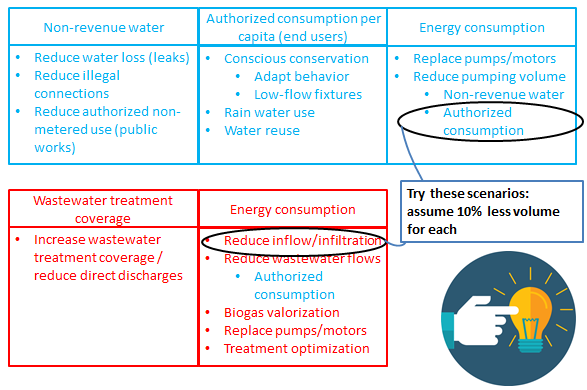 Non-revenue water
• Reduce water loss (leaks)
• Reduce illegal
connections
• Reduce authorized non-
metered use (public
works)
Authorized consumption per
capita (end users)
• Conscious conservation
• Adapt behavior
• Low-flow fixtures
• Rain water use
• Water reuse
Energy consumption
• Replace pumps/motors
• Reduce pumping volume
• Non-revenue water
• Authorized
consumption
Try these scenarios:
assume 10% less volume
for each
Wastewater treatment
coverage
• Increase wastewater
treatment coverage /
reduce direct discharges
Energy consumption
• Reduce inflow/infiltration
• Reduce wastewater flows
• Authorized
consumption
• Biogas valorization
• Replace pumps/motors
• Treatment optimization